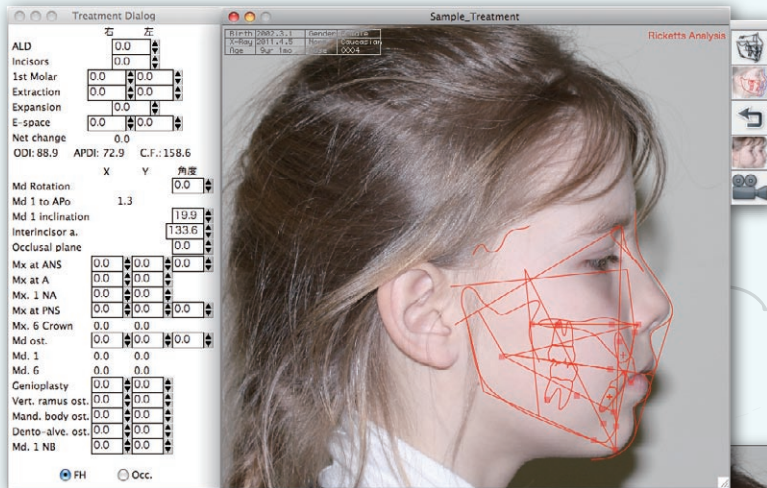 Treatment Dialog
右 左
ALD 0.0
Incisors 0.0
1st Molar 0.0 0.0
Extraction 0.0 0.0
Expansion 0.0
E-space 0.0 0.0
Net change 0.0
ODI: 88.9 APDI: 72.9 C.F.: 158.6
X Y 角度
Md Rotation 0.0
Md 1 to APo 1.3
Md 1 inclination 19.9
Interincisor a. 133.6
Occlusal plane 0.0
Mx at ANS 0.0 0.0 0.0
Mx at A 0.0 0.0
Mx. 1 NA 0.0 0.0
Mx at PNS 0.0 0.0 0.0
Mx. 6 Crown 0.0 0.0
Md ost. 0.0 0.0 0.0
Md. 1 0.0 0.0
Md. 6 0.0 0.0
Genioplasty 0.0 0.0
Vert. ramus ost. 0.0 0.0
Mand. body ost. 0.0 0.0
Dento-alve. ost. 0.0 0.0
Md. 1 NB 0.0 0.0
FH Occ.
Sample_Treatment
Birth 2002.3.1 Gender Female
X-Ray 2011.4.5 Norm Caucasian
Age 9yr 1mo 0004
Ricketts Analysis